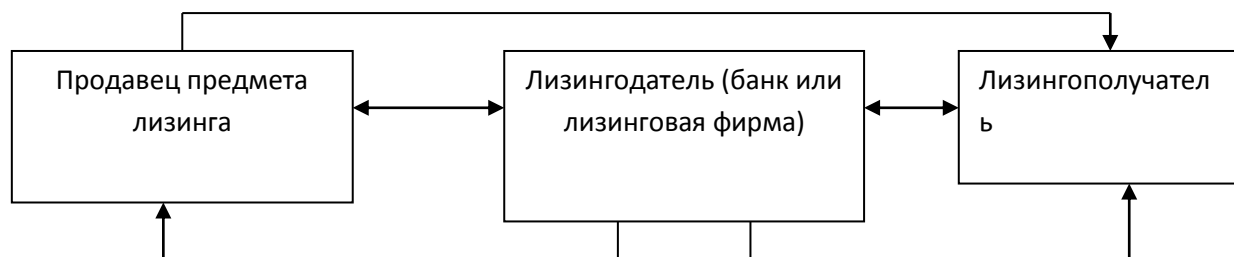 Продавец предмета
лизинга
Лизингодатель (банк или
лизинговая фирма)
Лизингополучател
ь